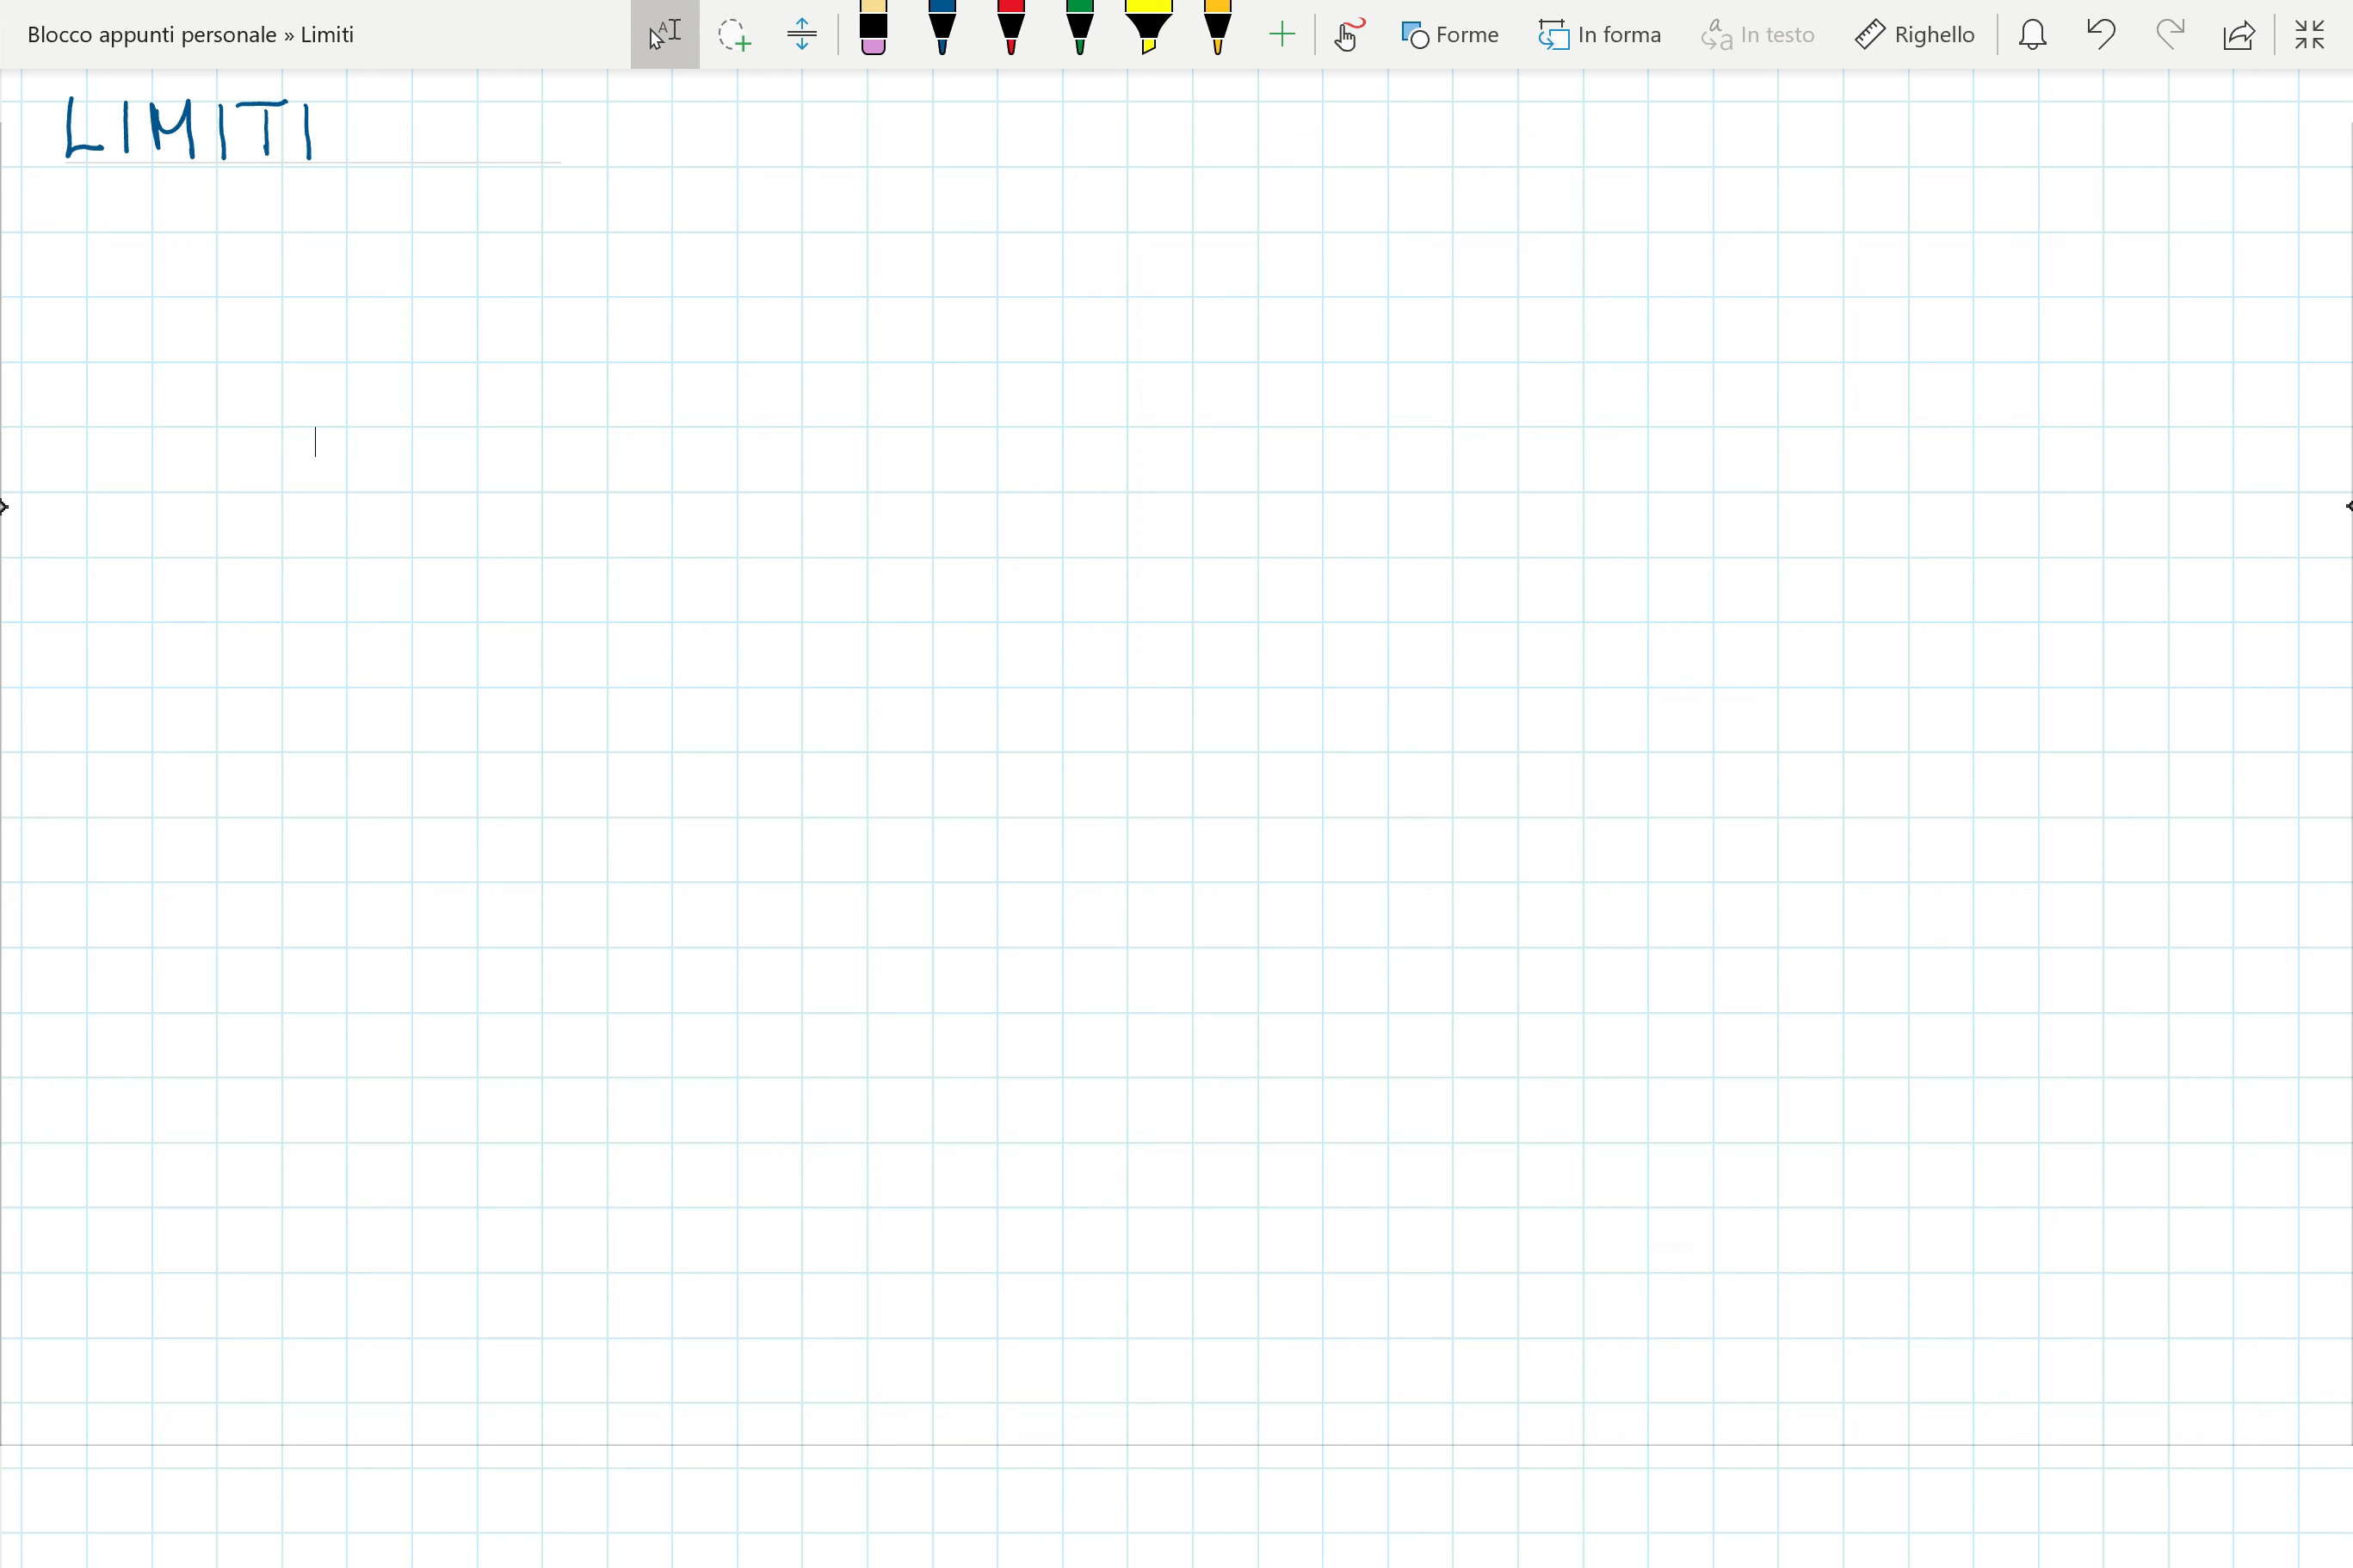 Blocco appunti personale » Limiti
Forme
In forma
In testo
Righello
LIMITI